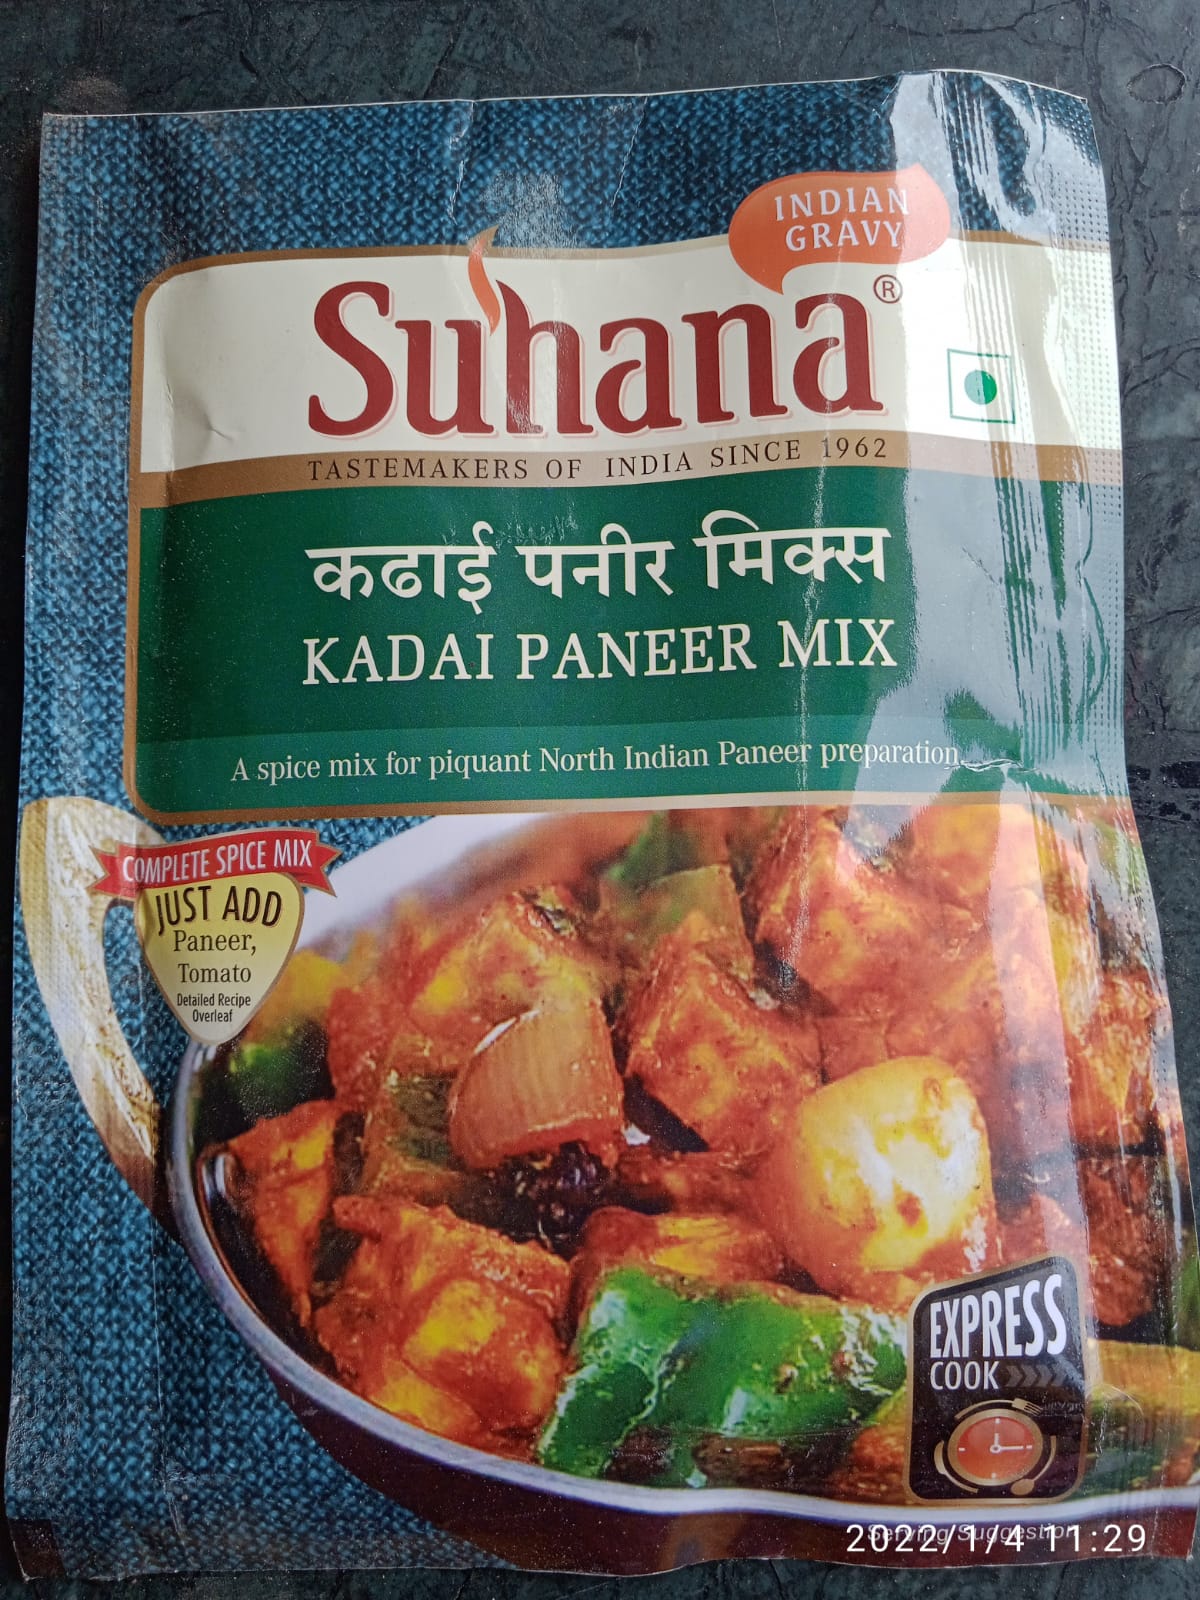 INDIAN
GRAVY
Suhana®
TASTEMAKERS OF INDIA SINCE 1962
कढाई पनीर मिक्स
KADAI PANEER MIX
A spice mix for piquant North Indian Paneer preparation
COMPLETE SPICE MIX
JUST ADD
Paneer,
Tomato
Detailed Recipe
Overleaf
EXPRESS
COOK
Serving Suggestion
2022/1/4 11:29